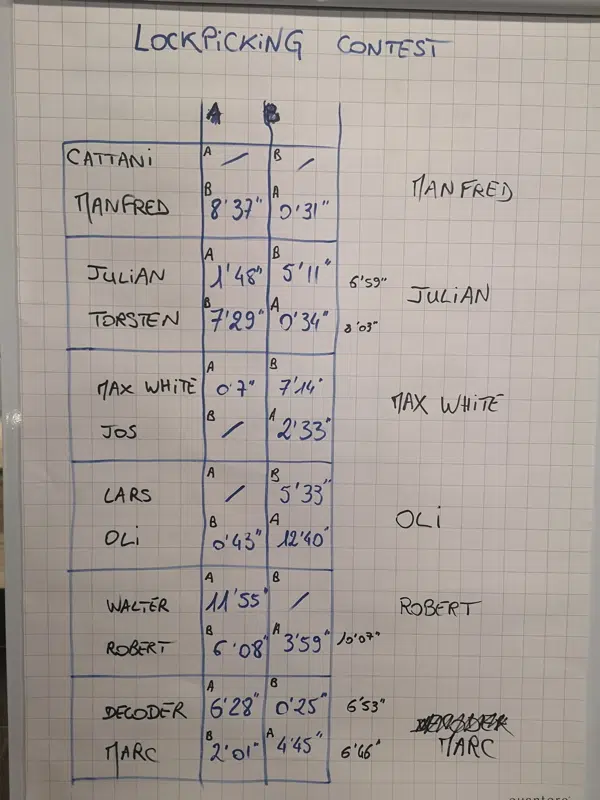 LOCKPICKING CONTEST
A B
CATTANI A / B /
MANFRED B 8'37" A 0'31" MANFRED
JULIAN A 1'48" B 5'11" 6'59" JULIAN
TORSTEN B 7'29" A 0'34" 8'03"
MAX WHITE A 0'7" B 7'14" MAX WHITE
JOS B / A 2'33"
LARS A / B 5'33"
OLi B 0'43" A 12'40" OLi
WALTER A 11'55" B /
ROBERT B 6'08" A 3'59" 10'07" ROBERT
DECODER A 6'28" B 0'25" 6'53"
MARC B 2'01" A 4'45" 6'46" MARC